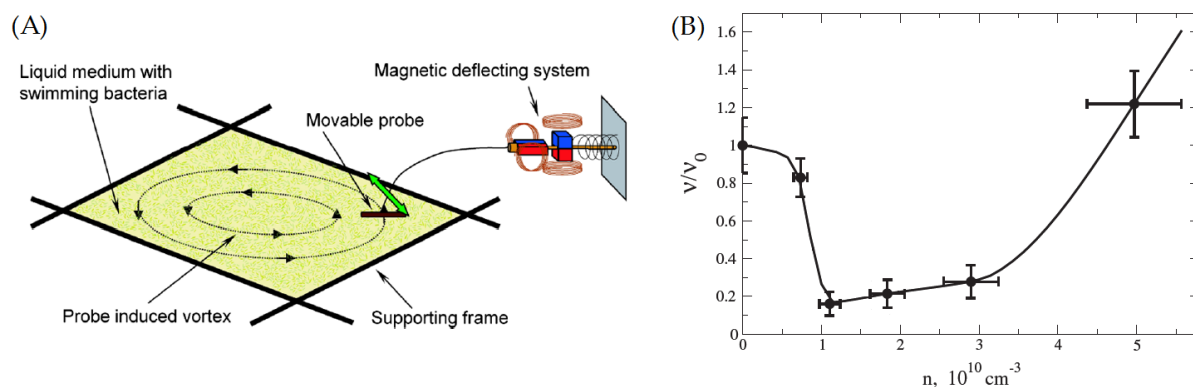 (A)
Liquid medium with
swimming bacteria
Magnetic deflecting system
Movable probe
Probe induced vortex
Supporting frame
(B)
1.6
1.4
1.2
1
0.8
0.6
0.4
0.2
0
ν/ν₀
0 1 2 3 4 5
n, 10¹⁰ cm⁻³